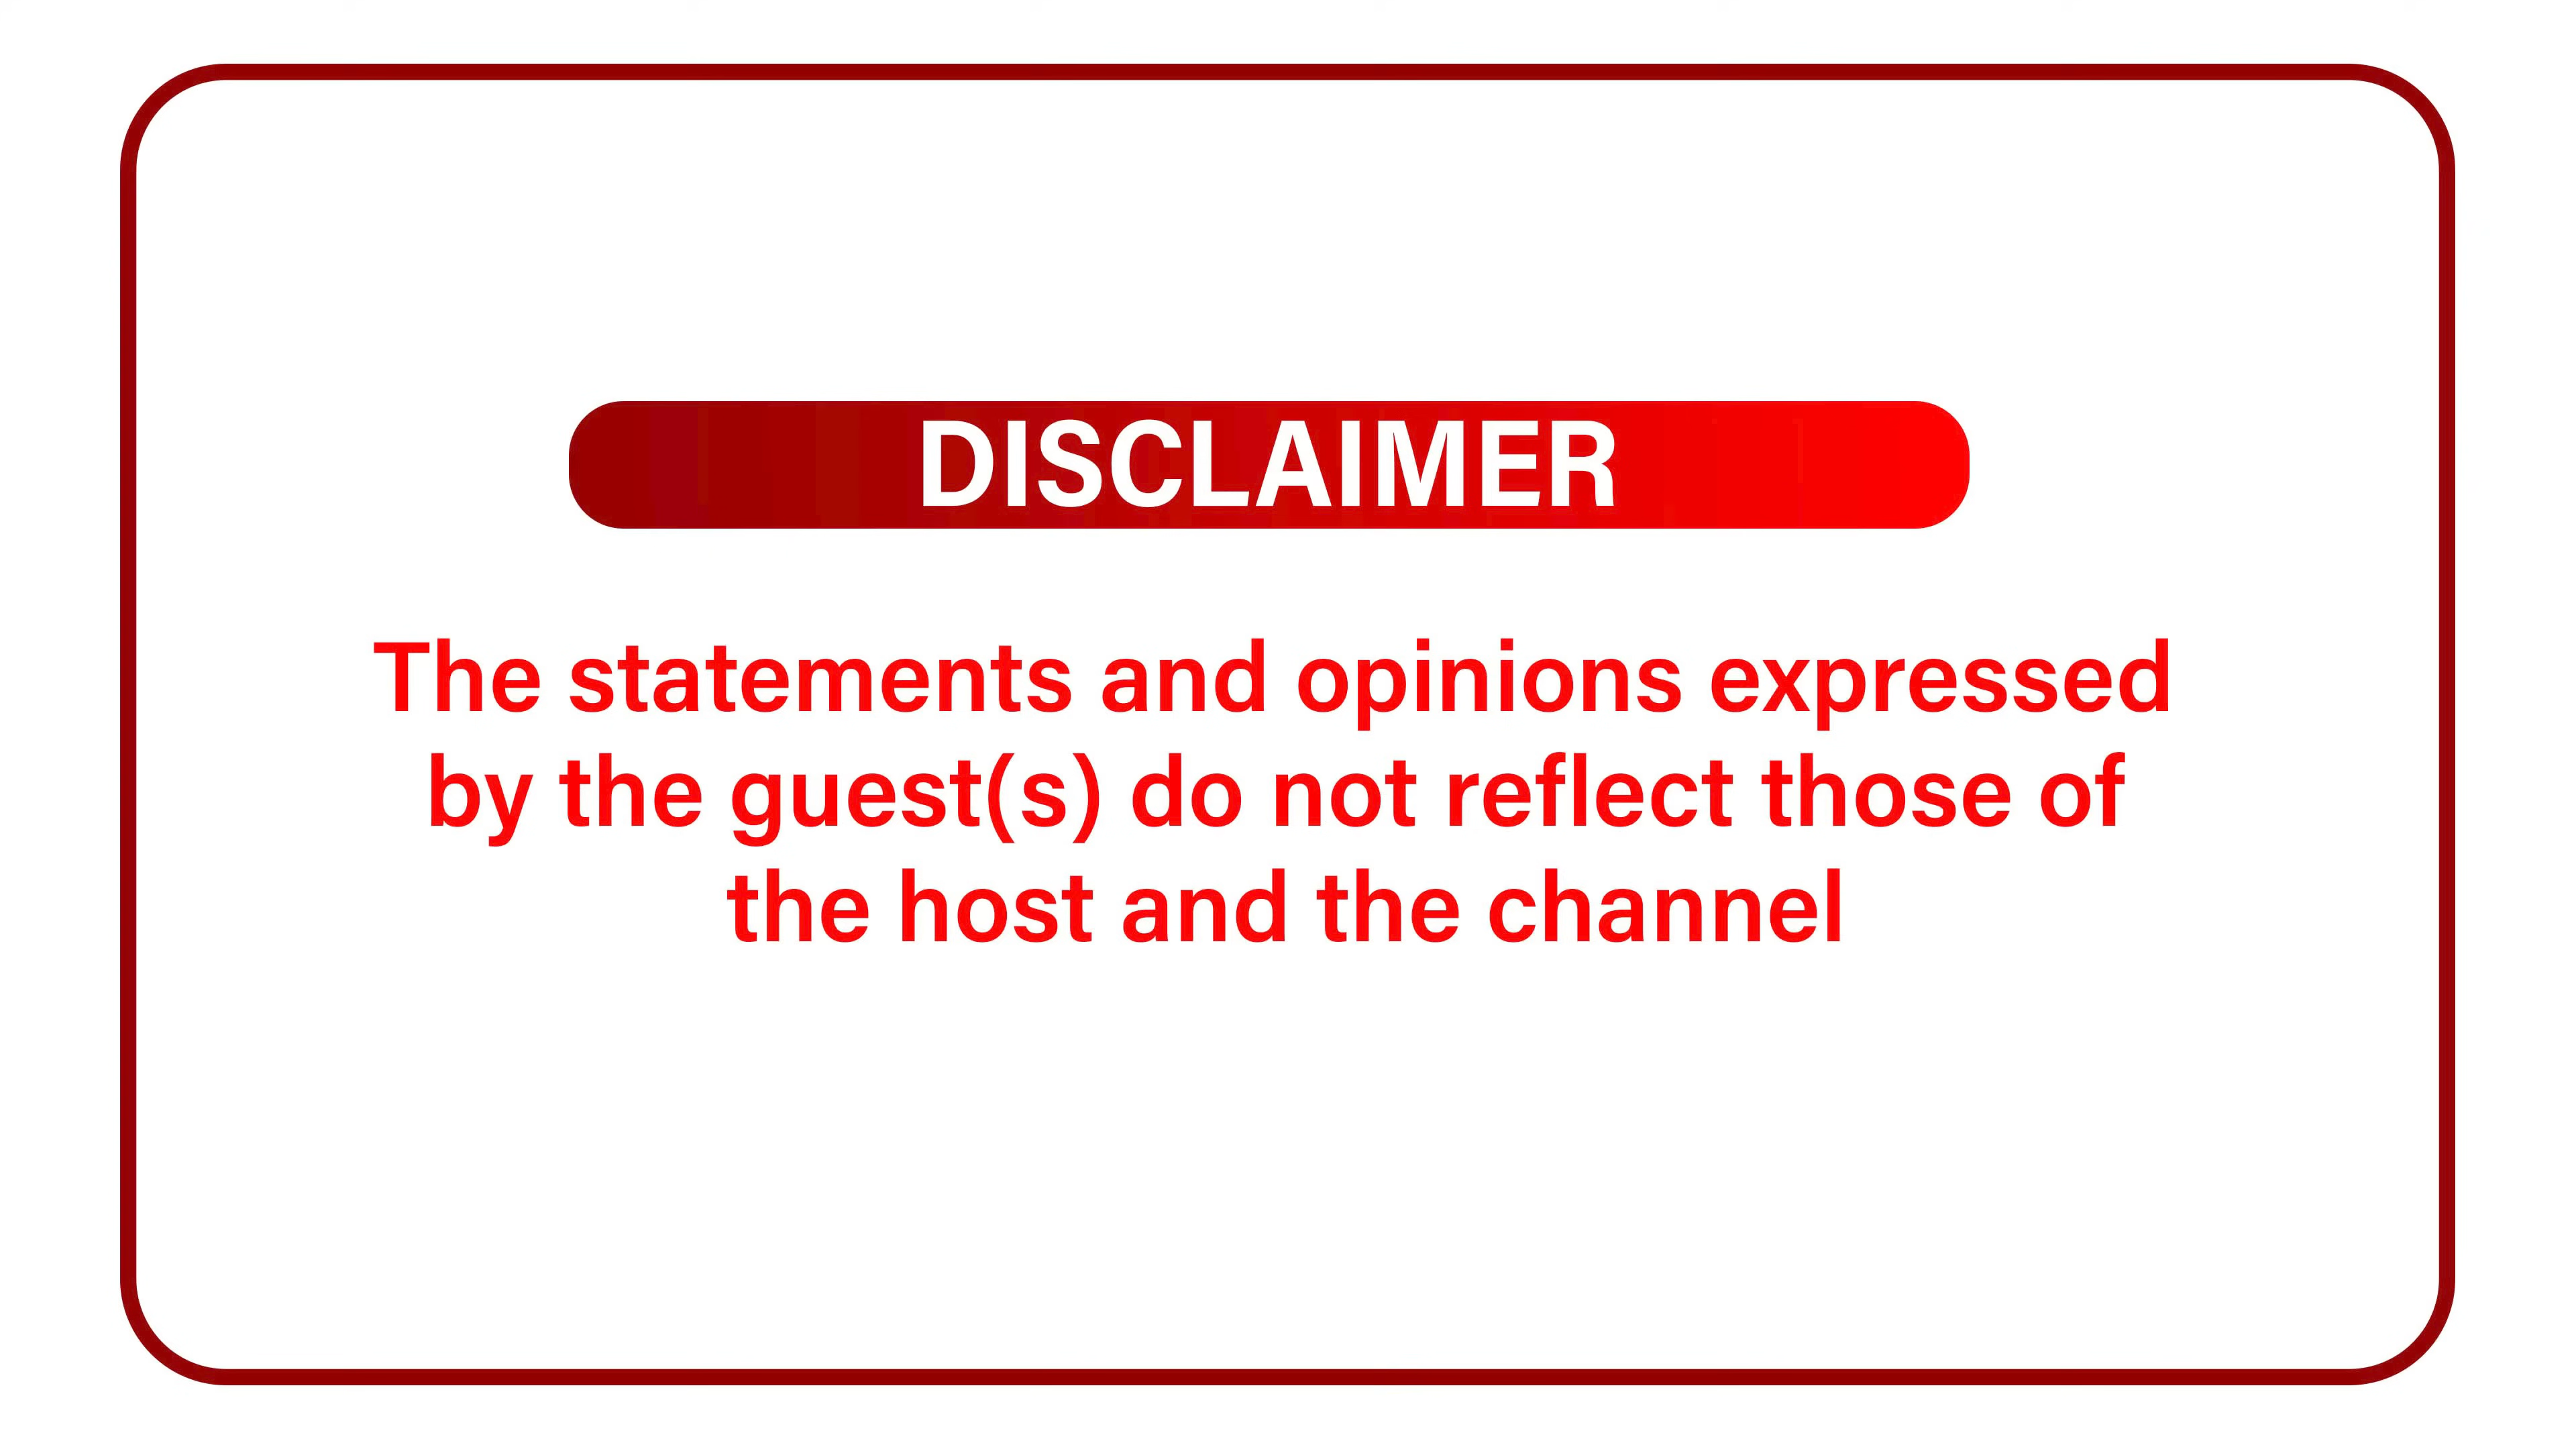 DISCLAIMER
The statements and opinions expressed
by the guest(s) do not reflect those of
the host and the channel